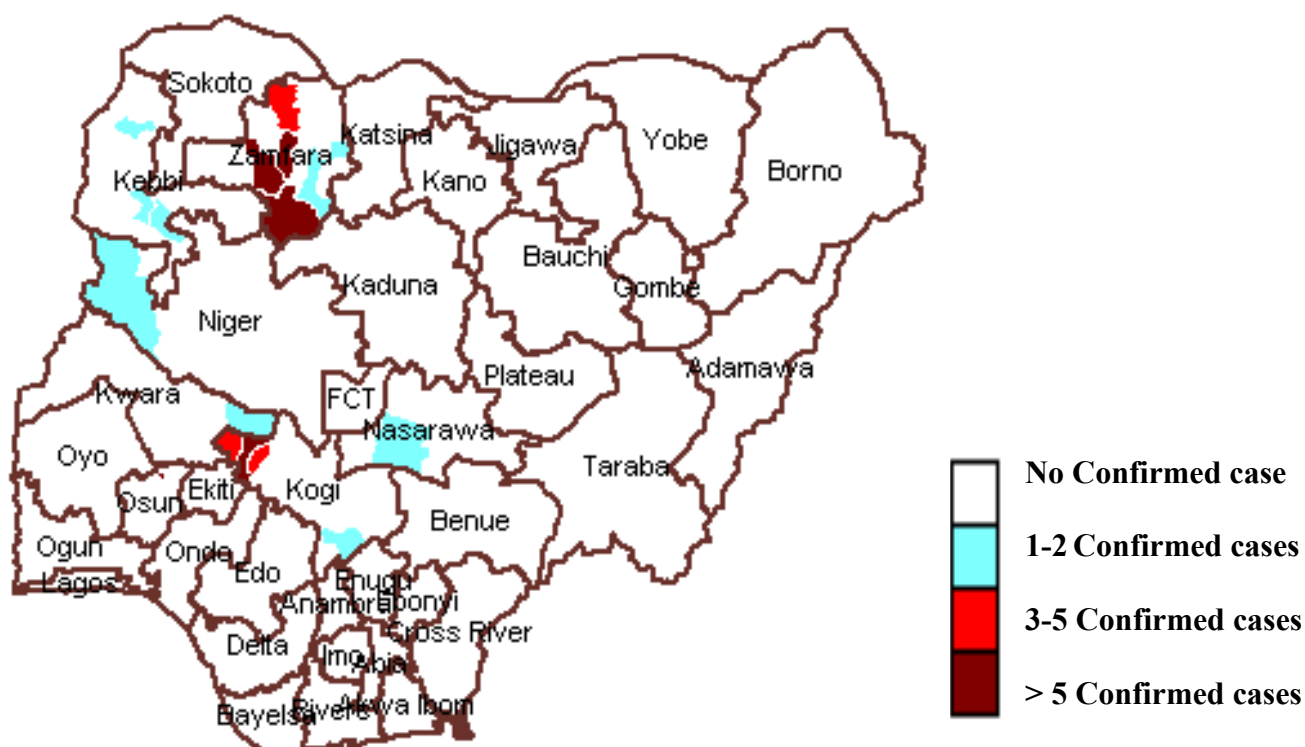 Sokoto
Katsina
Jigawa
Yobe
Borno
Zamfara
Kebbi
Kano
Bauchi
Gombe
Kaduna
Niger
Adamawa
Plateau
Kwara
FCT
Nasarawa
Oyo
Taraba
Osun
Ekiti
Kogi
Benue
Ogun
Ondo
Edo
Lagos
Enugu
Anambra
Ebonyi
Cross River
Delta
Imo
Abia
Bayelsa
Rivers
Akwa Ibom
No Confirmed case
1-2 Confirmed cases
3-5 Confirmed cases
> 5 Confirmed cases